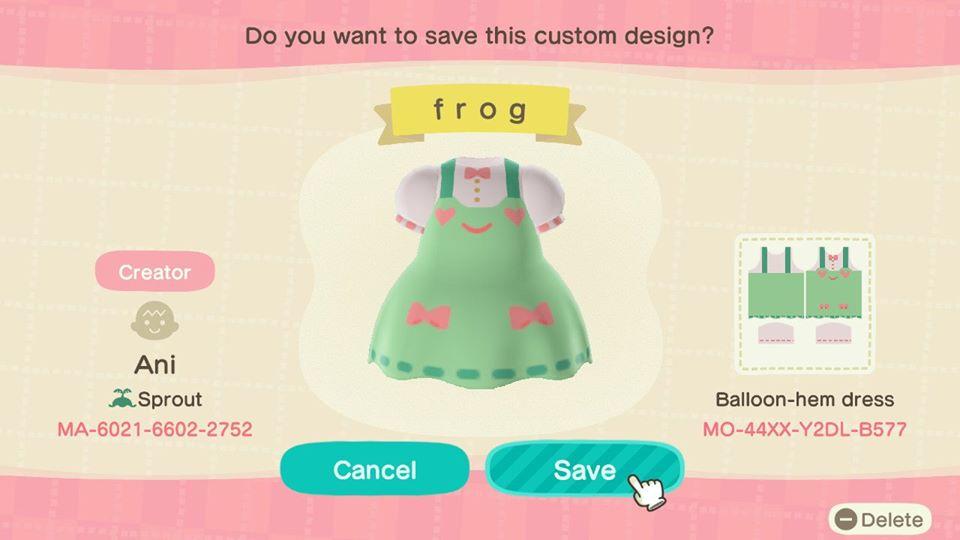 Do you want to save this custom design?
frog
Creator
Ani
Sprout
MA-6021-6602-2752
Balloon-hem dress
MO-44XX-Y2DL-B577
Cancel
Save
Delete